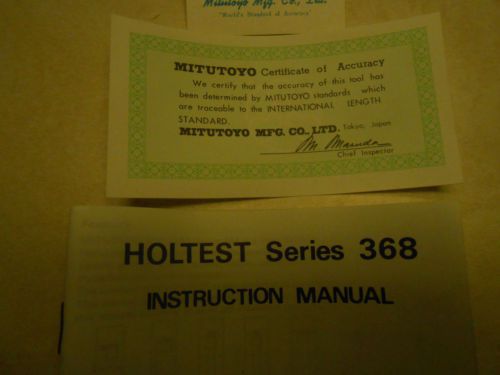 Mitutoyo Mfg. Co., Ltd.
"World's Standard of Accuracy"
MITUTOYO Certificate of Accuracy
We certify that the accuracy of this tool has
been determined by MITUTOYO standards which
are traceable to the INTERNATIONAL LENGTH
STANDARD.
MITUTOYO MFG. CO., LTD. Tokyo, Japan
M. Masuda
Chief Inspector
HOLTEST Series 368
INSTRUCTION MANUAL